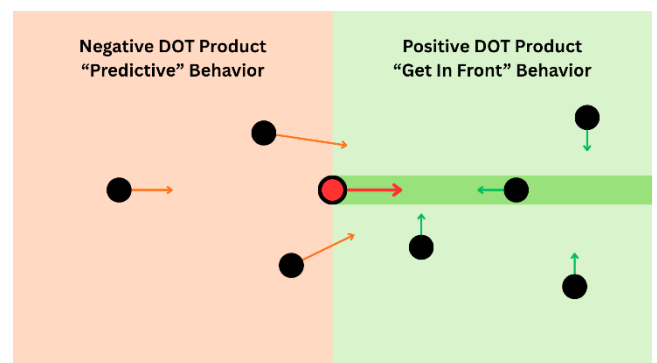 Negative DOT Product
“Predictive” Behavior
Positive DOT Product
“Get In Front” Behavior